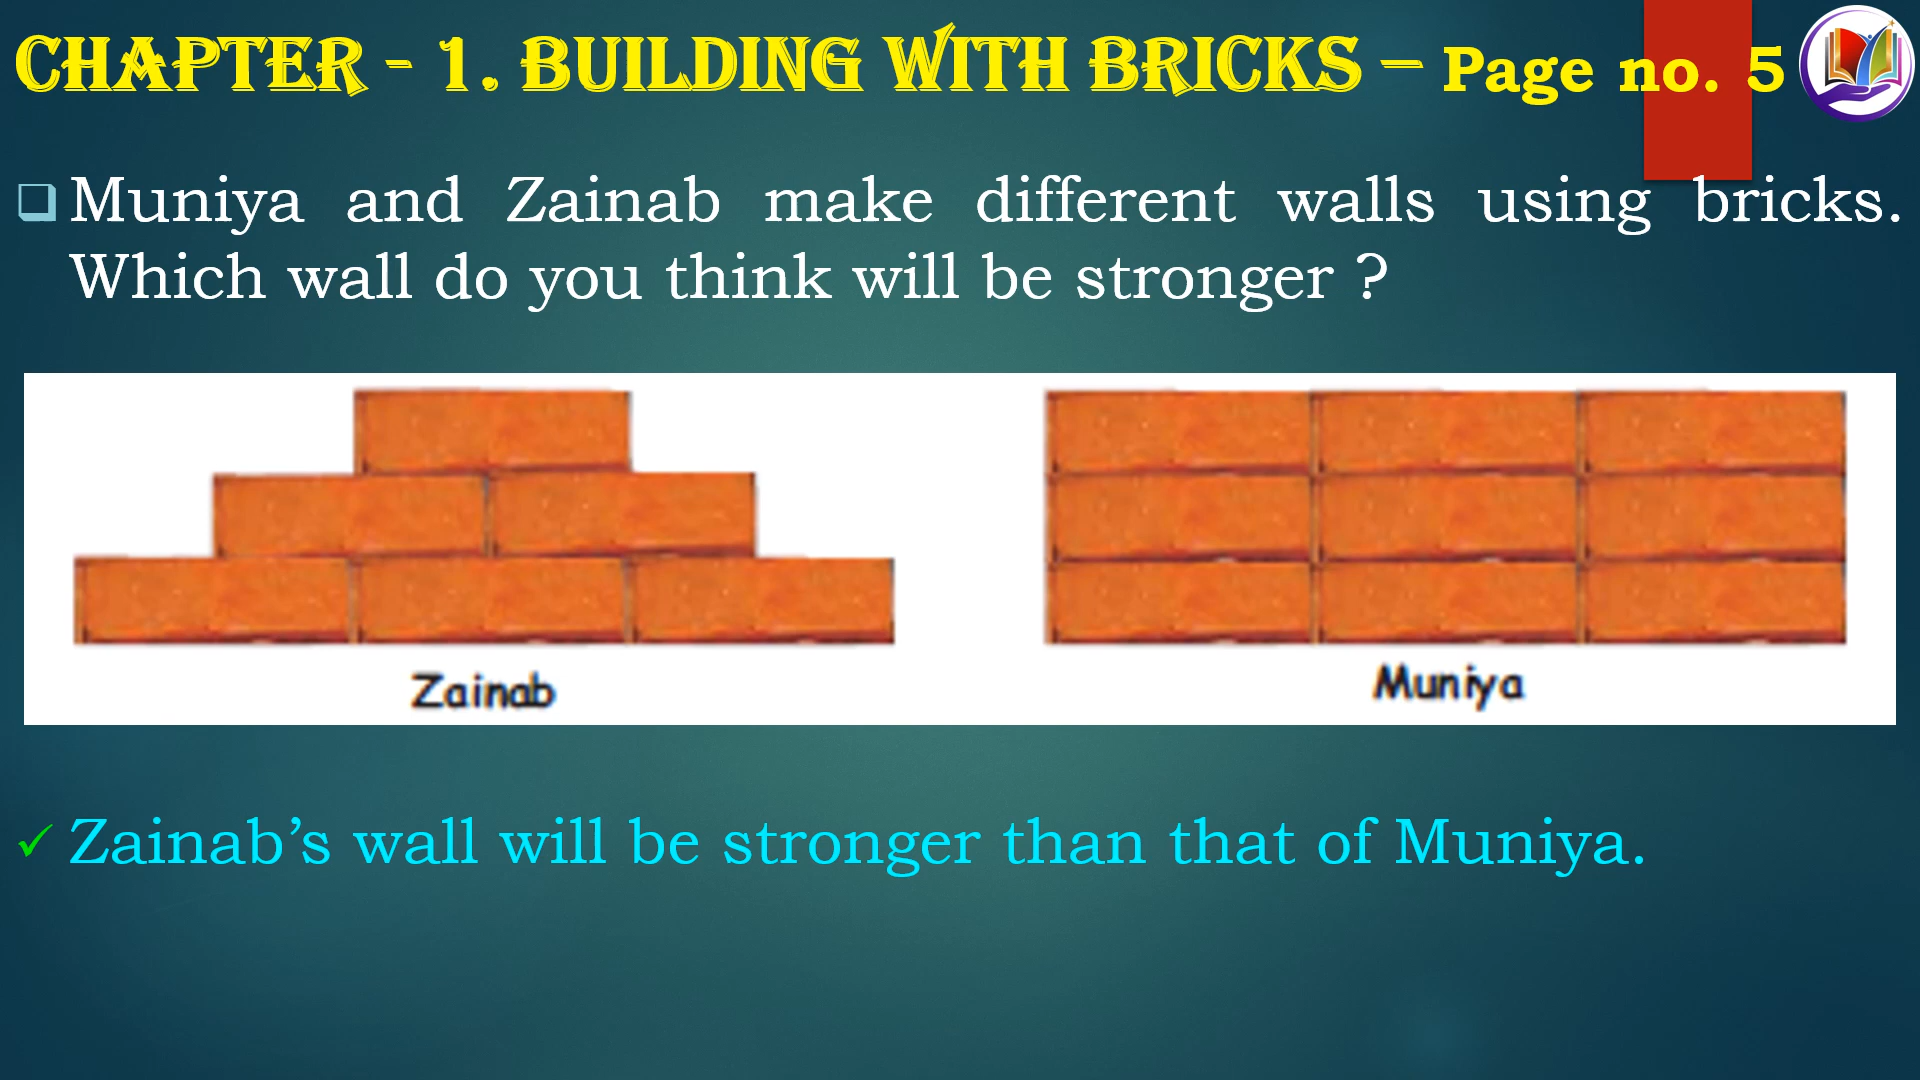 CHAPTER - 1. BUILDING WITH BRICKS – Page no. 5
Muniya and Zainab make different walls using bricks.
Which wall do you think will be stronger ?
Zainab
Muniya
Zainab’s wall will be stronger than that of Muniya.